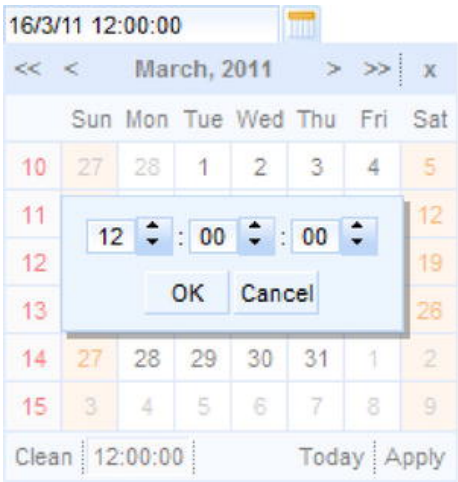 16/3/11 12:00:00
<< < March, 2011 > >> x
Sun Mon Tue Wed Thu Fri Sat
10 27 28 1 2 3 4 5
11 12
12 : 00 : 00
12 19
OK Cancel
13 26
14 27 28 29 30 31 1 2
15 3 4 5 6 7 8 9
Clean 12:00:00 Today Apply